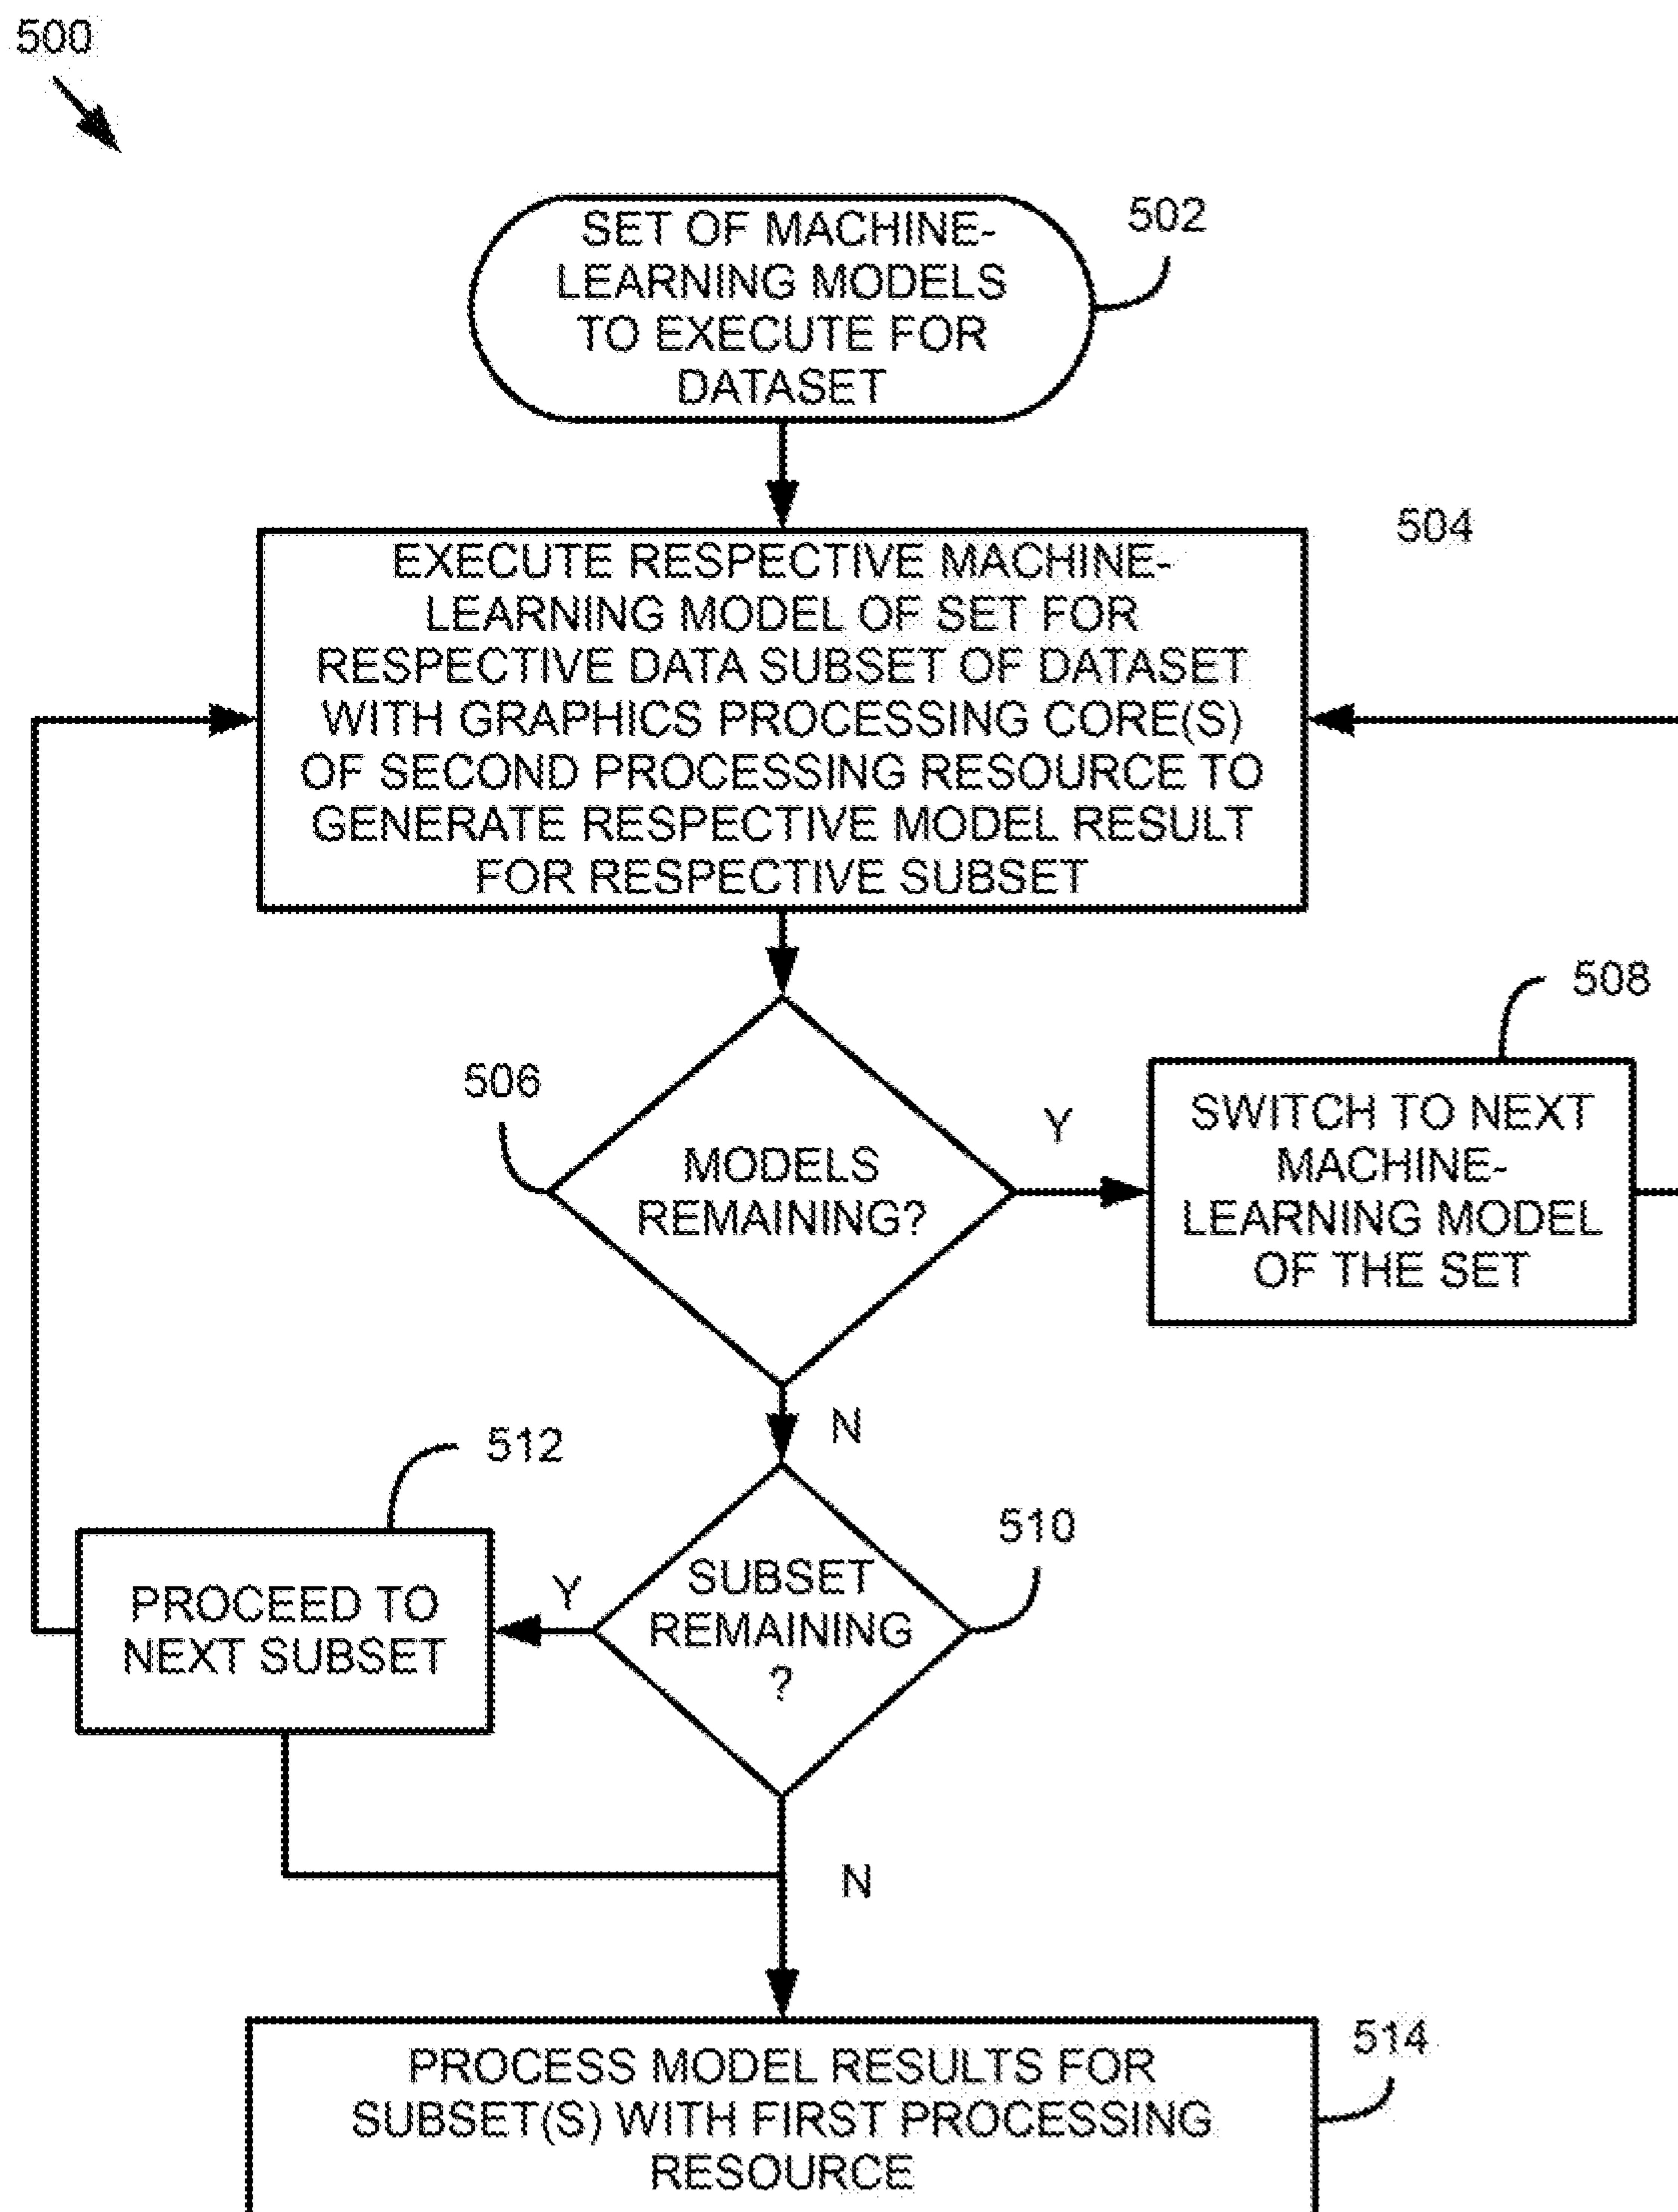 500
SET OF MACHINE-
LEARNING MODELS
TO EXECUTE FOR
DATASET
502
504
EXECUTE RESPECTIVE MACHINE-
LEARNING MODEL OF SET FOR
RESPECTIVE DATA SUBSET OF DATASET
WITH GRAPHICS PROCESSING CORE(S)
OF SECOND PROCESSING RESOURCE TO
GENERATE RESPECTIVE MODEL RESULT
FOR RESPECTIVE SUBSET
506
MODELS
REMAINING?
Y
508
SWITCH TO NEXT
MACHINE-
LEARNING MODEL
OF THE SET
N
512
PROCEED TO
NEXT SUBSET
Y
SUBSET
REMAINING
?
510
N
514
PROCESS MODEL RESULTS FOR
SUBSET(S) WITH FIRST PROCESSING
RESOURCE